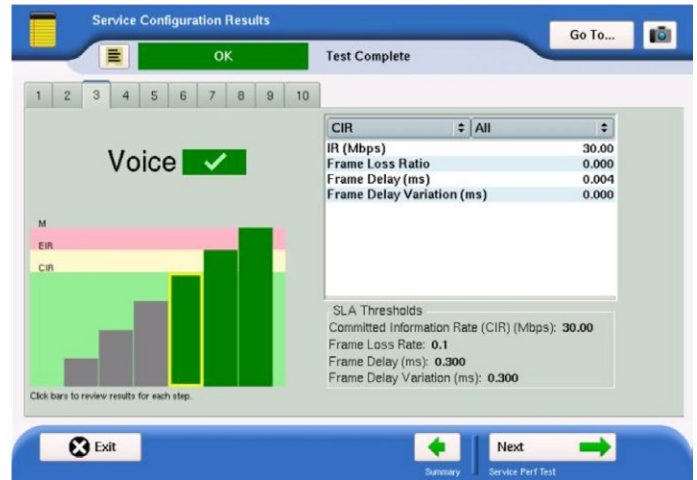 Service Configuration Results
Go To...
OK
Test Complete
1 2 3 4 5 6 7 8 9 10
Voice
M
EIR
CIR
Click bars to review results for each step.
CIR All
IR (Mbps) 30.00
Frame Loss Ratio 0.000
Frame Delay (ms) 0.004
Frame Delay Variation (ms) 0.000
SLA Thresholds
Committed Information Rate (CIR) (Mbps): 30.00
Frame Loss Rate: 0.1
Frame Delay (ms): 0.300
Frame Delay Variation (ms): 0.300
Exit
Next
Summary
Service Perf Test